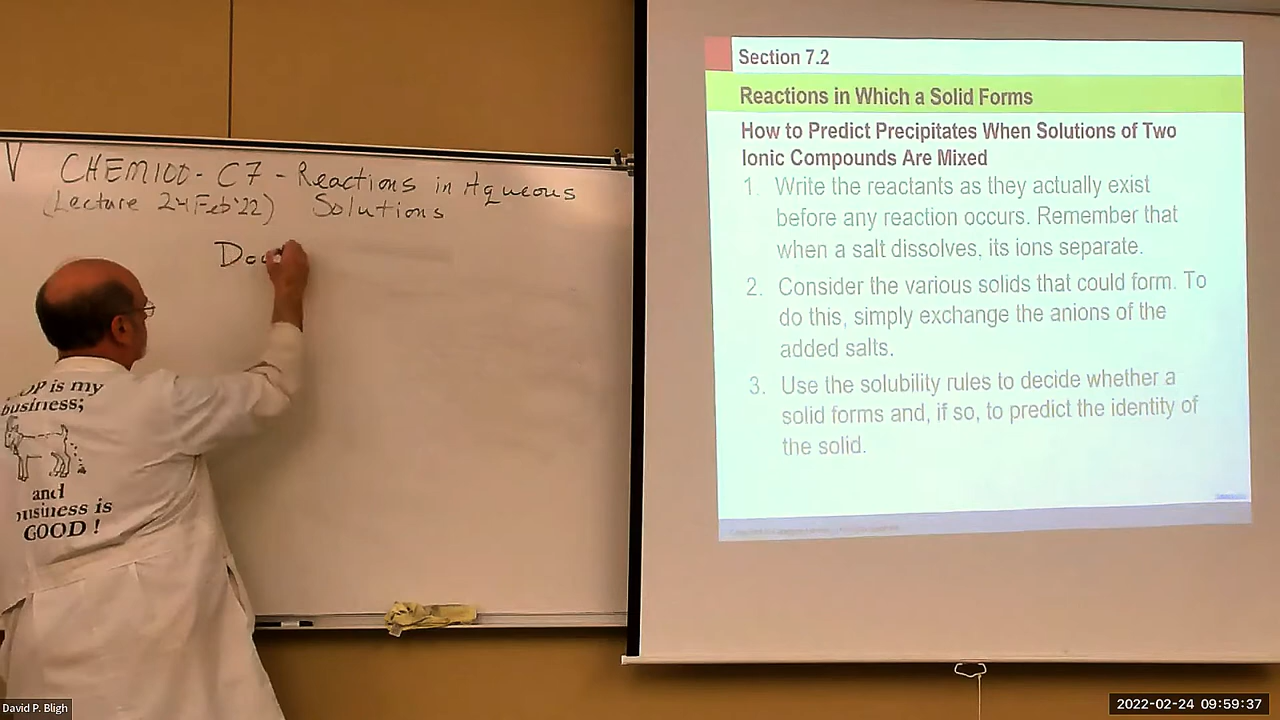 V CHEM100 - C7 - Reactions in Aqueous
(Lecture 24Feb'22) Solutions
Dou
is my
business;
and
usiness is
GOOD!
Section 7.2
Reactions in Which a Solid Forms
How to Predict Precipitates When Solutions of Two
Ionic Compounds Are Mixed
1. Write the reactants as they actually exist
before any reaction occurs. Remember that
when a salt dissolves, its ions separate.
2. Consider the various solids that could form. To
do this, simply exchange the anions of the
added salts.
3. Use the solubility rules to decide whether a
solid forms and, if so, to predict the identity of
the solid.
David P. Bligh
2022-02-24 09:59:37